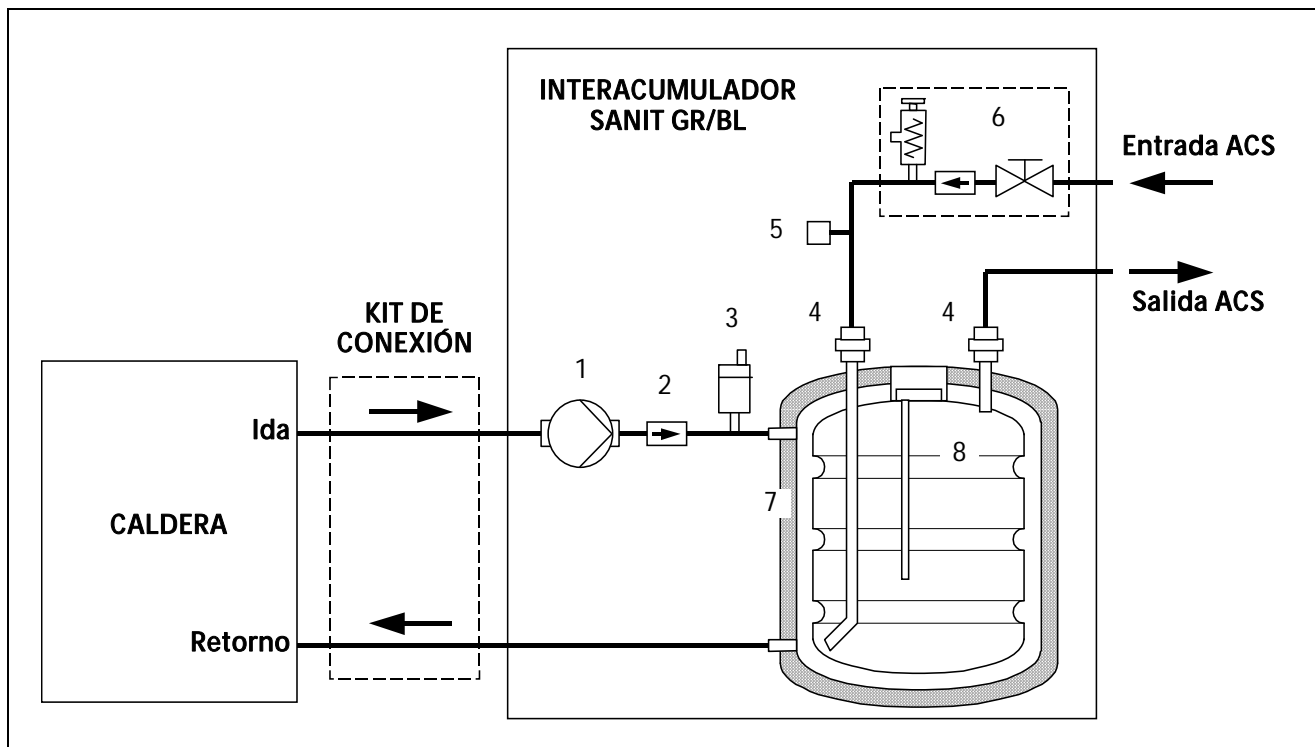 INTERACUMULADOR
SANIT GR/BL
6
Entrada ACS
5
Salida ACS
KIT DE
CONEXIÓN
3
4
4
1
2
Ida
8
7
CALDERA
Retorno